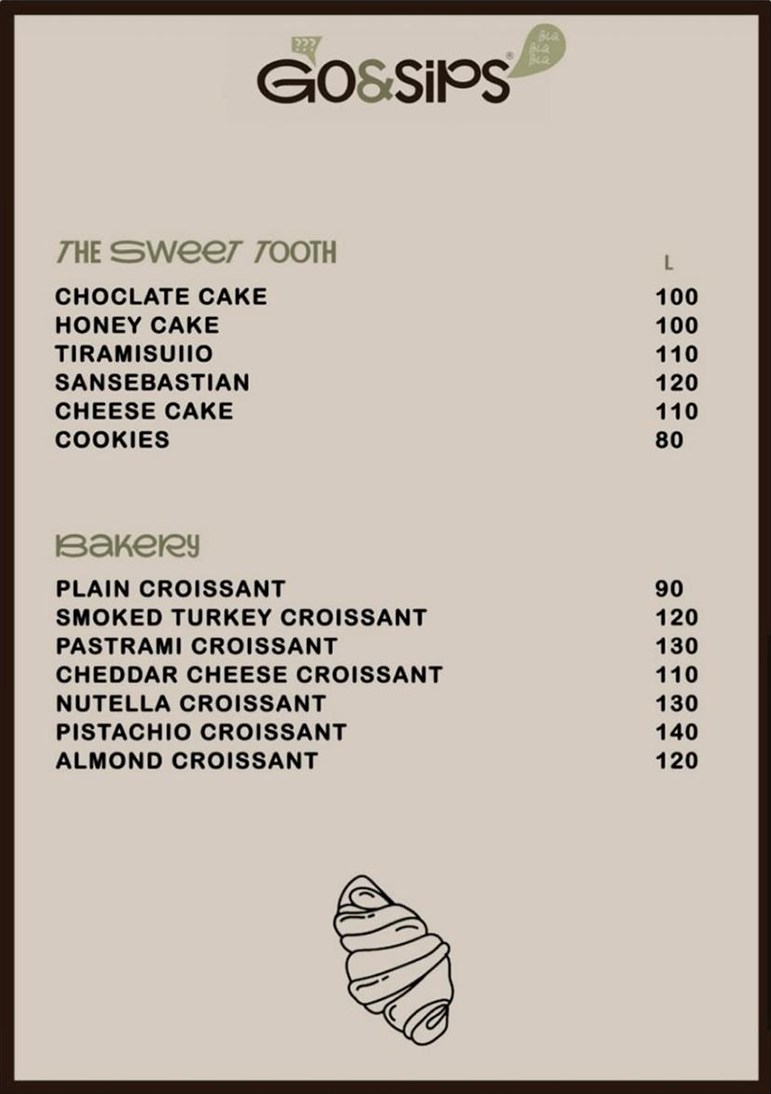 ???
GO&SiPS®
Bla
Bla
Bla
THE SWEET TOOTH
L
CHOCLATE CAKE 100
HONEY CAKE 100
TIRAMISUIIO 110
SANSEBASTIAN 120
CHEESE CAKE 110
COOKIES 80
BAKERY
PLAIN CROISSANT 90
SMOKED TURKEY CROISSANT 120
PASTRAMI CROISSANT 130
CHEDDAR CHEESE CROISSANT 110
NUTELLA CROISSANT 130
PISTACHIO CROISSANT 140
ALMOND CROISSANT 120